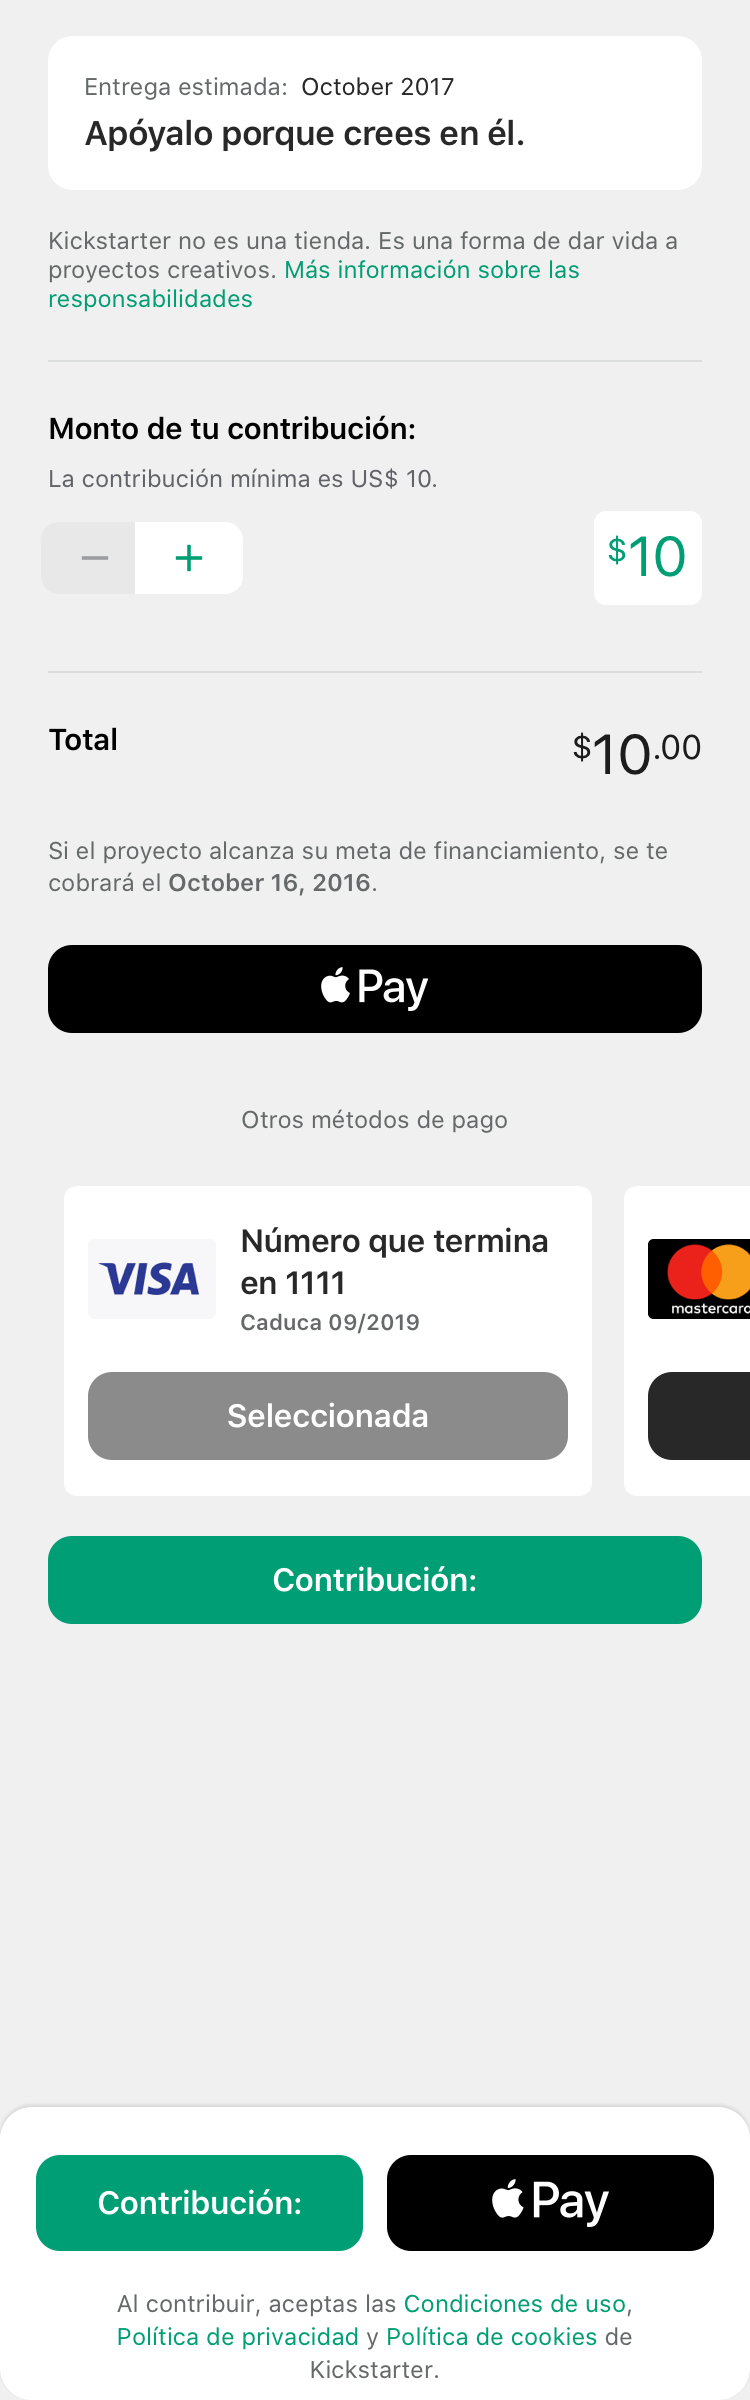 Entrega estimada: October 2017
Apóyalo porque crees en él.
Kickstarter no es una tienda. Es una forma de dar vida a
proyectos creativos. Más información sobre las
responsabilidades
Monto de tu contribución:
La contribución mínima es US$ 10.
− +
$10
Total
$10.00
Si el proyecto alcanza su meta de financiamiento, se te
cobrará el October 16, 2016.
Pay
Otros métodos de pago
VISA
Número que termina
en 1111
Caduca 09/2019
Seleccionada
mastercard
Contribución:
Contribución:
Pay
Al contribuir, aceptas las Condiciones de uso,
Política de privacidad y Política de cookies de
Kickstarter.